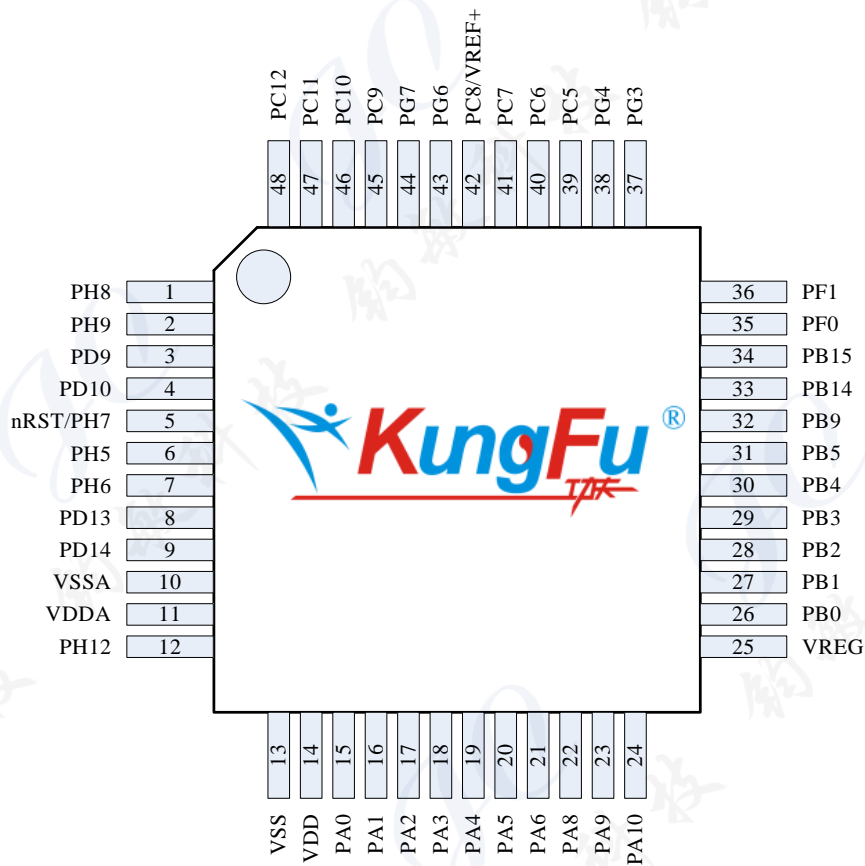 PC12
PC11
PC10
PC9
PG7
PG6
PC8/VREF+
PC7
PC6
PC5
PG4
PG3
48
47
46
45
44
43
42
41
40
39
38
37
PH8 1
PH9 2
PD9 3
PD10 4
nRST/PH7 5
PH5 6
PH6 7
PD13 8
PD14 9
VSSA 10
VDDA 11
PH12 12
KungFu ®
功夫
36 PF1
35 PF0
34 PB15
33 PB14
32 PB9
31 PB5
30 PB4
29 PB3
28 PB2
27 PB1
26 PB0
25 VREG
13
14
15
16
17
18
19
20
21
22
23
24
VSS
VDD
PA0
PA1
PA2
PA3
PA4
PA5
PA6
PA8
PA9
PA10